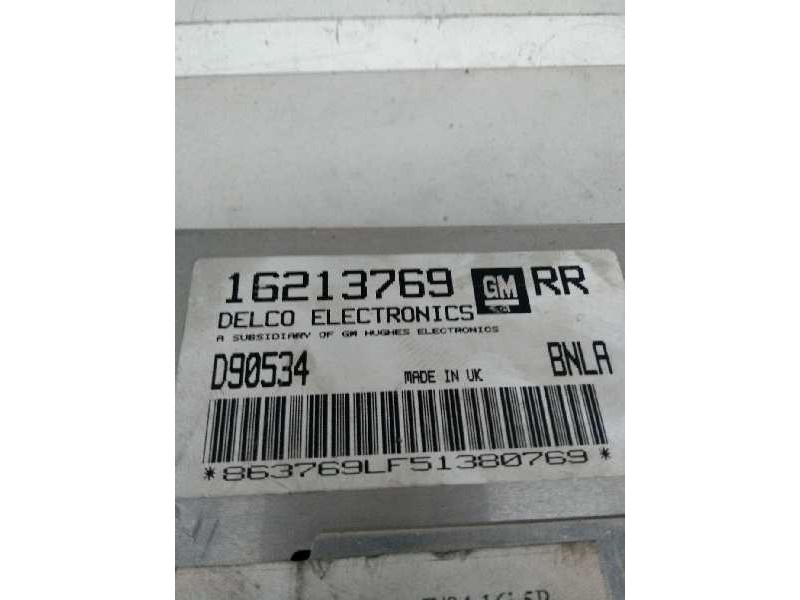 16213769 GM RR
DELCO ELECTRONICS
A SUBSIDIARY OF GM HUGHES ELECTRONICS
D90534 MADE IN UK BNLA
*863769LF51380769*